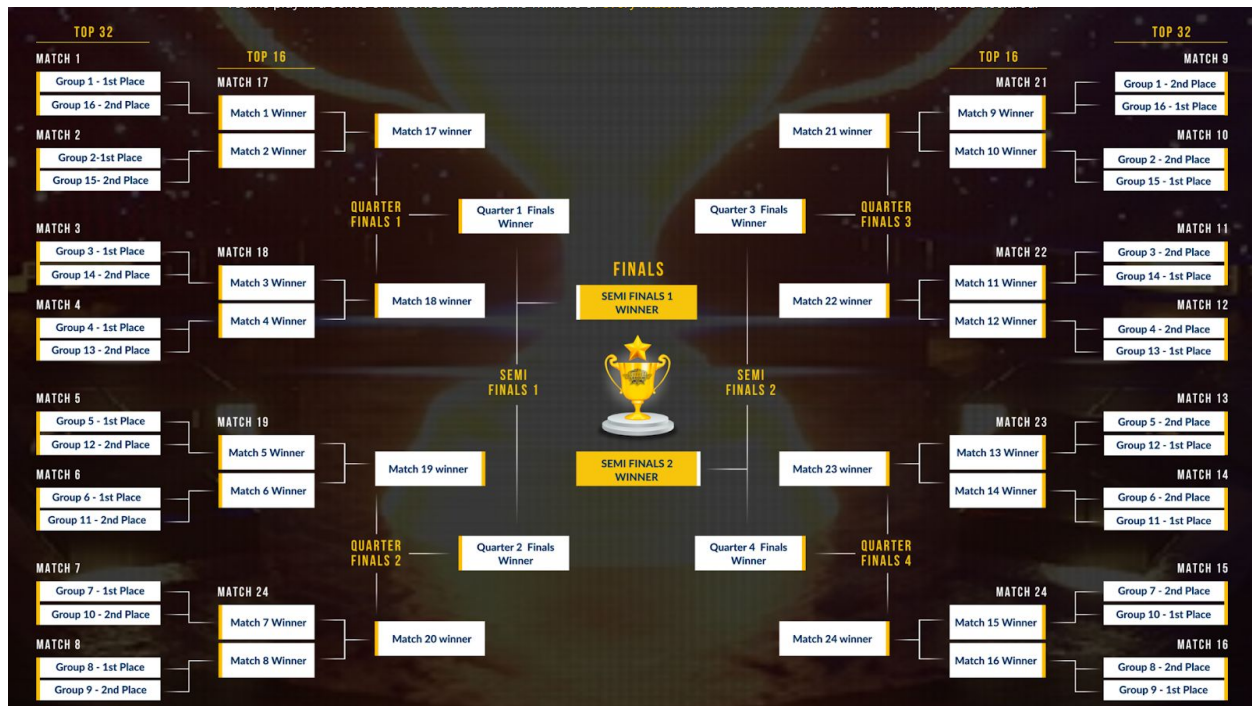 TOP 32
MATCH 1
Group 1 - 1st Place
Group 16 - 2nd Place
MATCH 2
Group 2-1st Place
Group 15- 2nd Place
MATCH 3
Group 3 - 1st Place
Group 14 - 2nd Place
MATCH 4
Group 4 - 1st Place
Group 13 - 2nd Place
MATCH 5
Group 5 - 1st Place
Group 12 - 2nd Place
MATCH 6
Group 6 - 1st Place
Group 11 - 2nd Place
MATCH 7
Group 7 - 1st Place
Group 10 - 2nd Place
MATCH 8
Group 8 - 1st Place
Group 9 - 2nd Place
TOP 16
MATCH 17
Match 1 Winner
Match 2 Winner
MATCH 18
Match 3 Winner
Match 4 Winner
MATCH 19
Match 5 Winner
Match 6 Winner
MATCH 24
Match 7 Winner
Match 8 Winner
Match 17 winner
QUARTER
FINALS 1
Match 18 winner
Match 19 winner
QUARTER
FINALS 2
Match 20 winner
Quarter 1 Finals
Winner
SEMI
FINALS 1
Quarter 2 Finals
Winner
FINALS
SEMI FINALS 1
WINNER
SEMI FINALS 2
WINNER
Quarter 3 Finals
Winner
SEMI
FINALS 2
Quarter 4 Finals
Winner
Match 21 winner
QUARTER
FINALS 3
Match 22 winner
Match 23 winner
QUARTER
FINALS 4
Match 24 winner
TOP 16
MATCH 21
Match 9 Winner
Match 10 Winner
MATCH 22
Match 11 Winner
Match 12 Winner
MATCH 23
Match 13 Winner
Match 14 Winner
MATCH 24
Match 15 Winner
Match 16 Winner
TOP 32
MATCH 9
Group 1 - 2nd Place
Group 16 - 1st Place
MATCH 10
Group 2 - 2nd Place
Group 15 - 1st Place
MATCH 11
Group 3 - 2nd Place
Group 14 - 1st Place
MATCH 12
Group 4 - 2nd Place
Group 13 - 1st Place
MATCH 13
Group 5 - 2nd Place
Group 12 - 1st Place
MATCH 14
Group 6 - 2nd Place
Group 11 - 1st Place
MATCH 15
Group 7 - 2nd Place
Group 10 - 1st Place
MATCH 16
Group 8 - 2nd Place
Group 9 - 1st Place